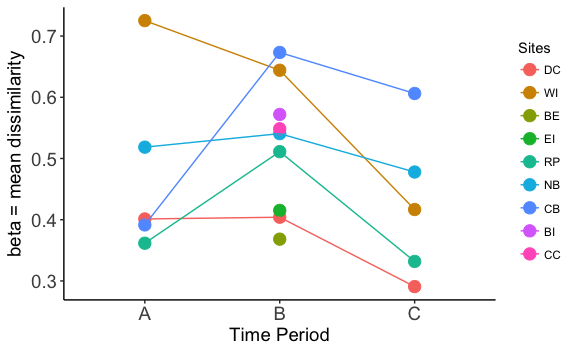 beta = mean dissimilarity
0.7
0.6
0.5
0.4
0.3
A B C
Time Period
Sites
DC
WI
BE
EI
RP
NB
CB
BI
CC